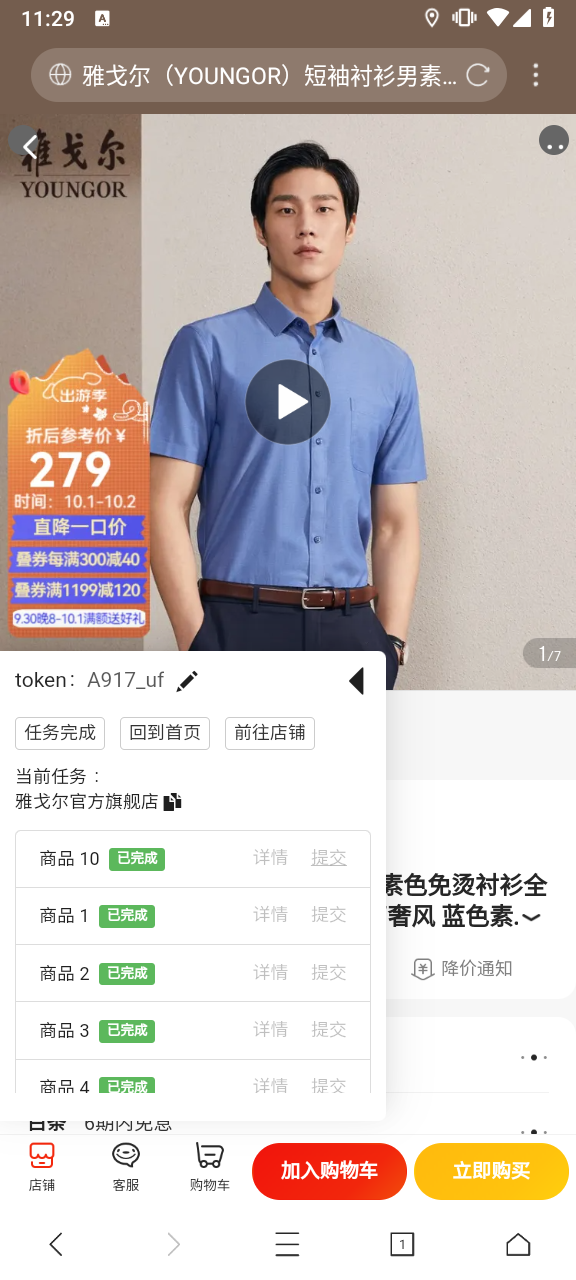 11:29
A
雅戈尔（YOUNGOR）短袖衬衫男素...
雅戈尔
YOUNGOR
出游季
折后参考价¥
279
时间：10.1-10.2
直降一口价
叠券每满300减40
叠券满1199减120
9.30晚8-10.1满额送好礼
1/7
token： A917_uf
任务完成 回到首页 前往店铺
当前任务：
雅戈尔官方旗舰店
商品 10 已完成 详情 提交
商品 1 已完成 详情 提交
商品 2 已完成 详情 提交
商品 3 已完成 详情 提交
商品 4 已完成 详情 提交
素色免烫衬衫全
奢风 蓝色素.
降价通知
白条 6期内免息
店铺 客服 购物车 加入购物车 立即购买
1